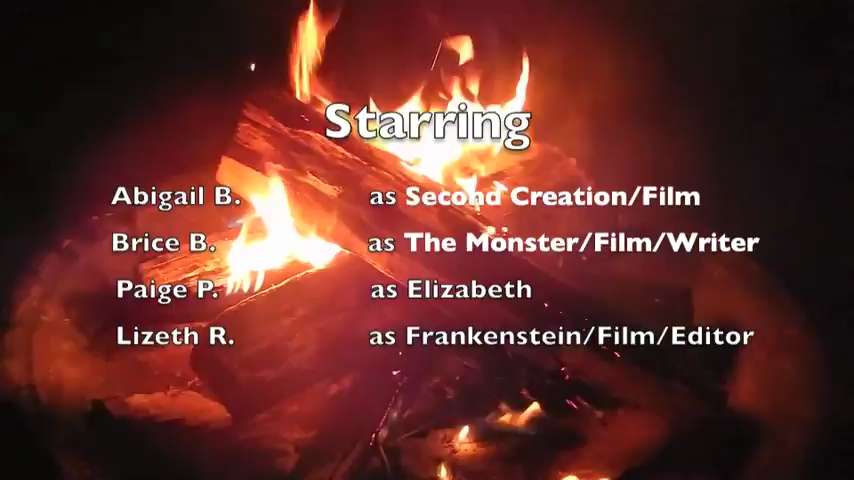 Starring
Abigail B. as Second Creation/Film
Brice B. as The Monster/Film/Writer
Paige P. as Elizabeth
Lizeth R. as Frankenstein/Film/Editor